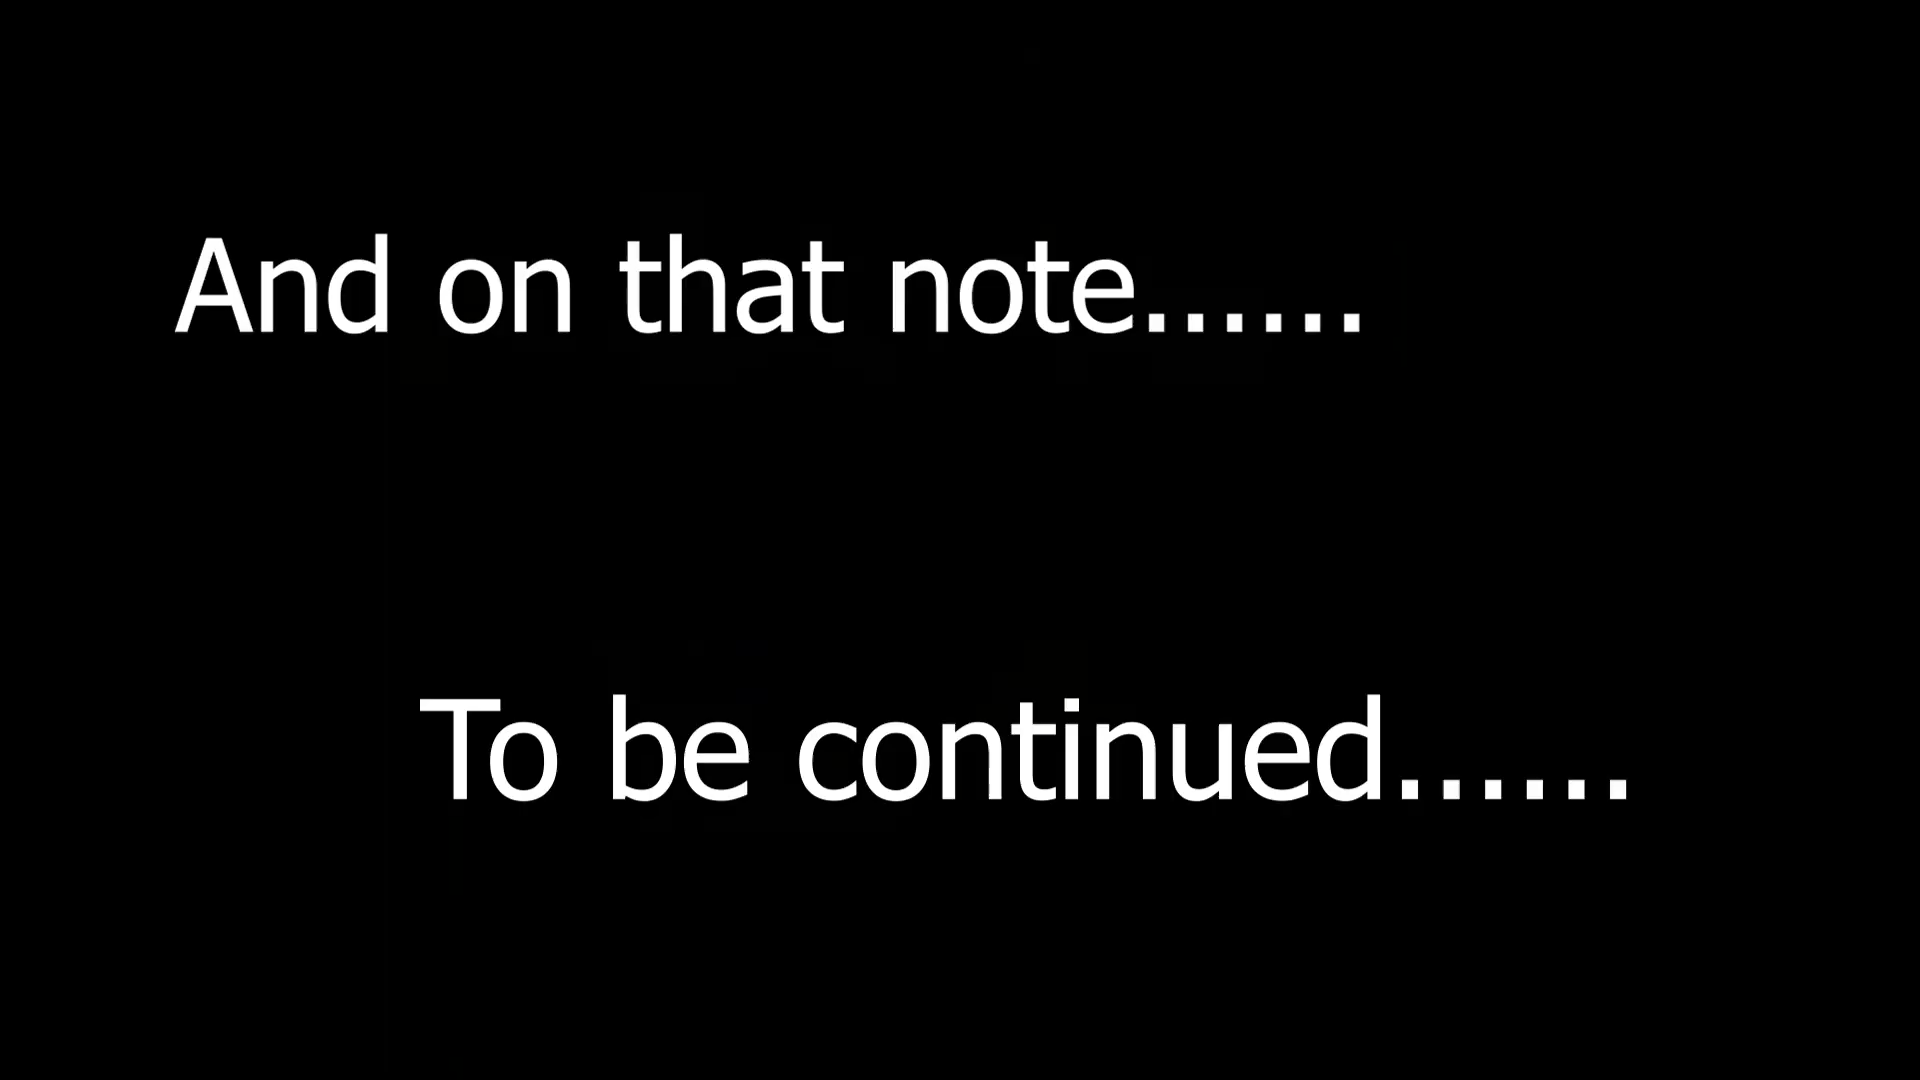 And on that note......
To be continued......